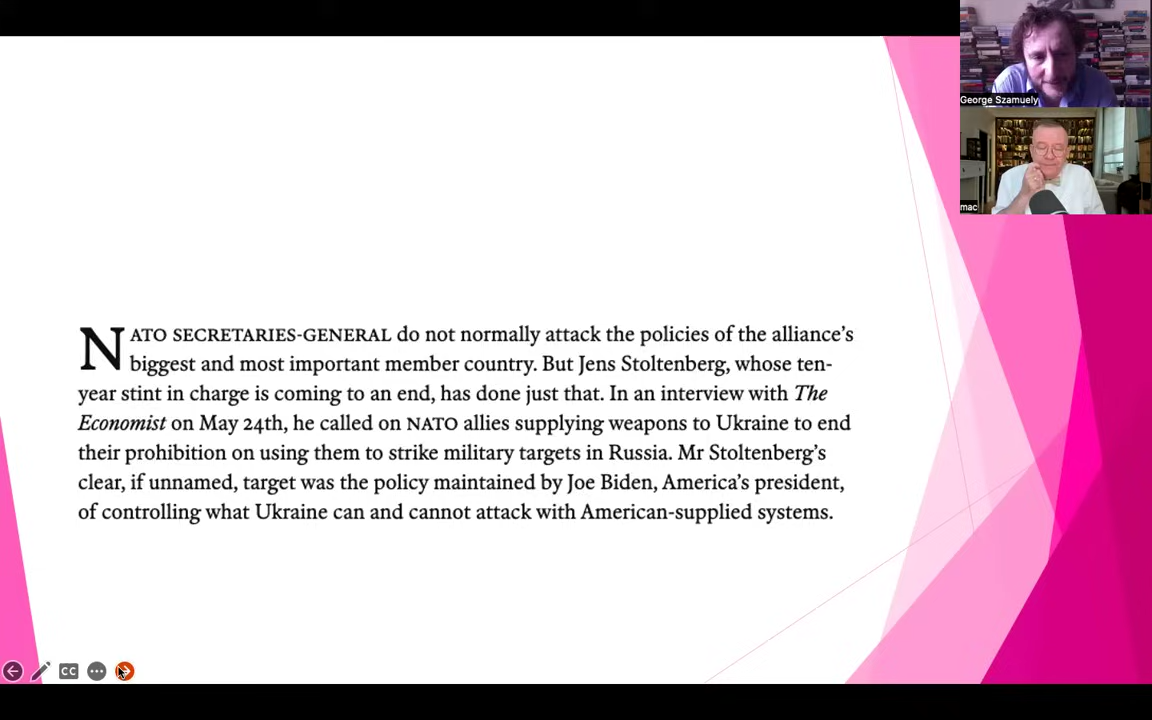 George Szamuely
mac
NATO SECRETARIES-GENERAL do not normally attack the policies of the alliance's
biggest and most important member country. But Jens Stoltenberg, whose ten-
year stint in charge is coming to an end, has done just that. In an interview with The
Economist on May 24th, he called on NATO allies supplying weapons to Ukraine to end
their prohibition on using them to strike military targets in Russia. Mr Stoltenberg's
clear, if unnamed, target was the policy maintained by Joe Biden, America's president,
of controlling what Ukraine can and cannot attack with American-supplied systems.
CC